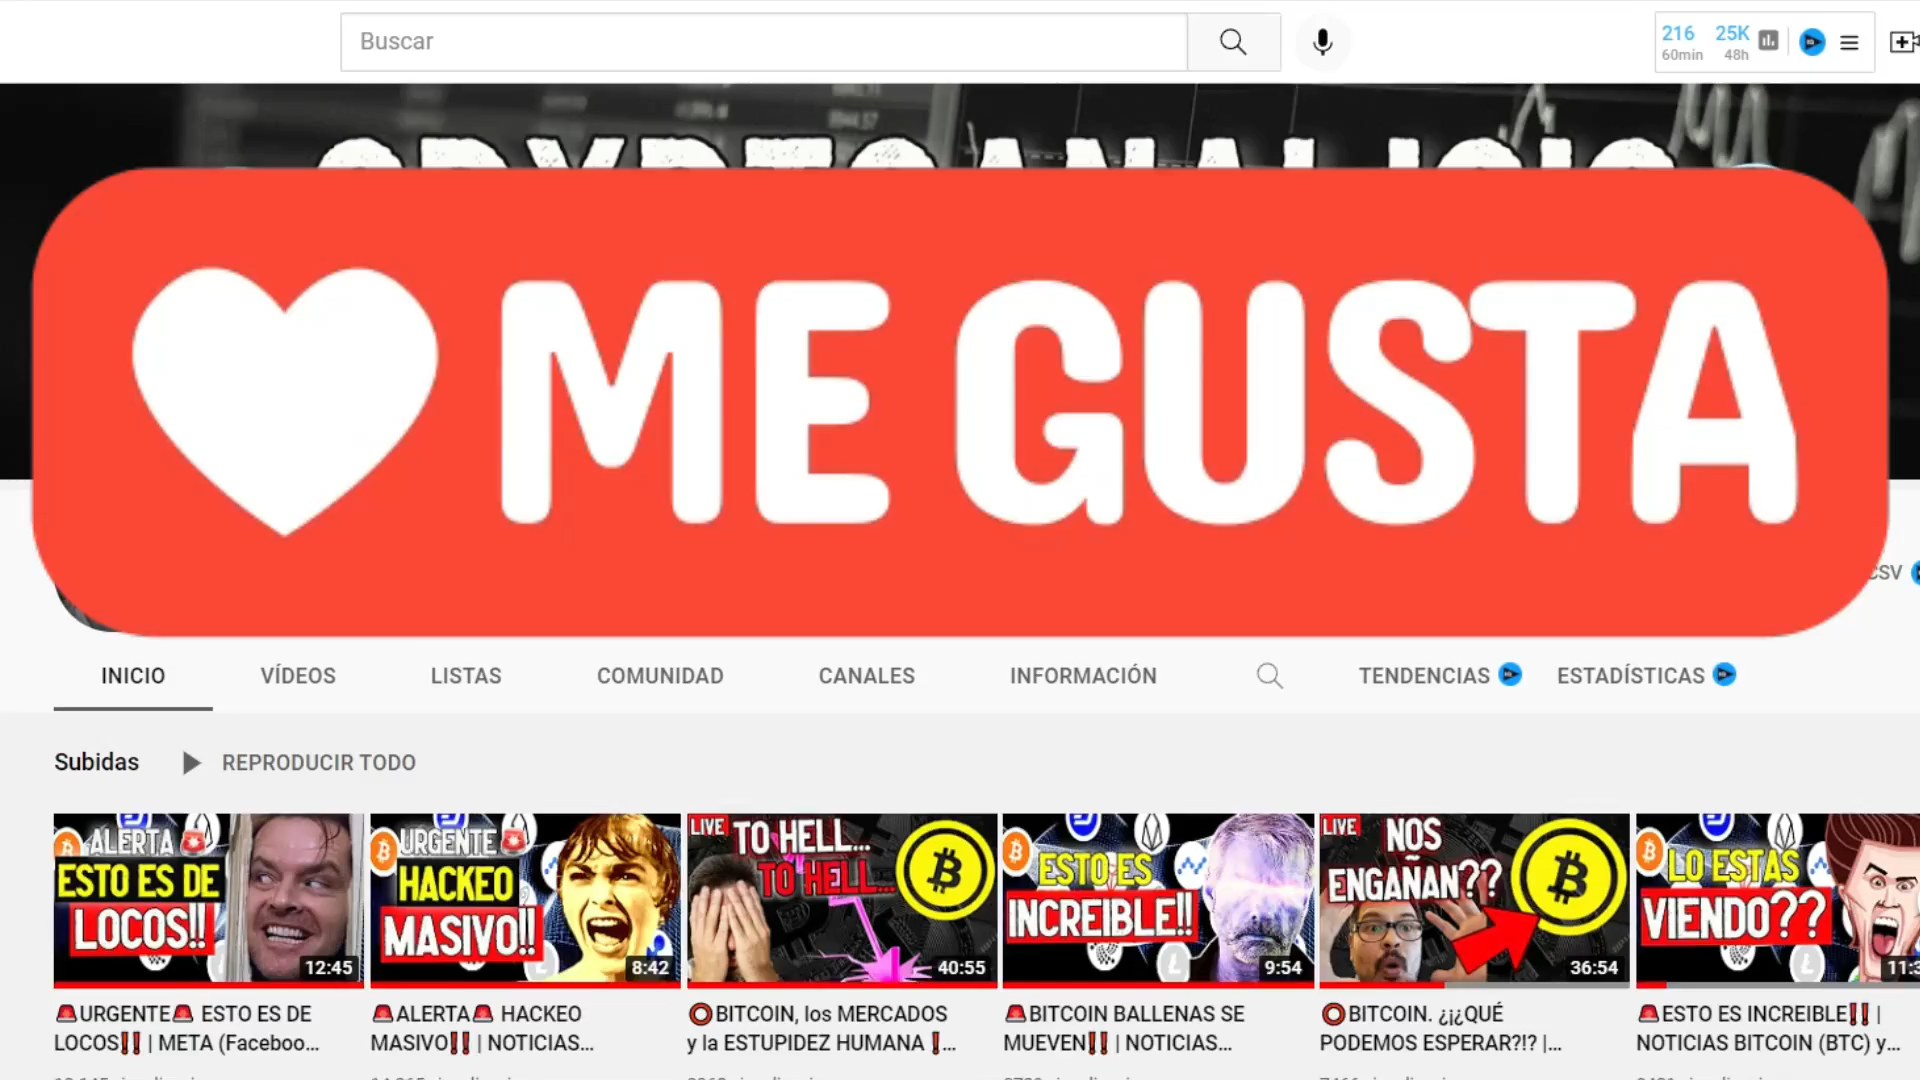 Buscar
216 25K
60min 48h
ME GUSTA
CSV
INICIO VÍDEOS LISTAS COMUNIDAD CANALES INFORMACIÓN TENDENCIAS ESTADÍSTICAS
Subidas REPRODUCIR TODO
ALERTA
ESTO ES DE
LOCOS!!
12:45
URGENTE
HACKEO
MASIVO!!
8:42
LIVE
TO HELL...
TO HELL...
40:55
ESTO ES
INCREIBLE!!
9:54
LIVE
NOS
ENGAÑAN??
36:54
LO ESTAS
VIENDO??
11:3
🚨URGENTE🚨 ESTO ES DE
LOCOS‼️ | META (Faceboo...
🚨ALERTA🚨 HACKEO
MASIVO‼️ | NOTICIAS...
⭕BITCOIN, los MERCADOS
y la ESTUPIDEZ HUMANA ❗...
🚨BITCOIN BALLENAS SE
MUEVEN‼️ | NOTICIAS...
⭕BITCOIN. ¿¡¿QUÉ
PODEMOS ESPERAR?!? |...
🚨ESTO ES INCREIBLE‼️ |
NOTICIAS BITCOIN (BTC) y...